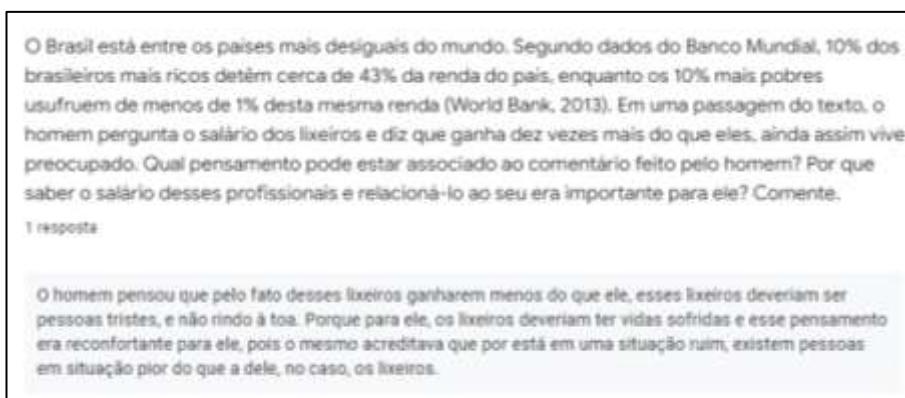 O Brasil está entre os países mais desiguais do mundo. Segundo dados do Banco Mundial, 10% dos
brasileiros mais ricos detêm cerca de 43% da renda do país, enquanto os 10% mais pobres
usufruem de menos de 1% desta mesma renda (World Bank, 2013). Em uma passagem do texto, o
homem pergunta o salário dos lixeiros e diz que ganha dez vezes mais do que eles, ainda assim vive
preocupado. Qual pensamento pode estar associado ao comentário feito pelo homem? Por que
saber o salário desses profissionais e relacioná-lo ao seu era importante para ele? Comente.
1 resposta
O homem pensou que pelo fato desses lixeiros ganharem menos do que ele, esses lixeiros deveriam ser
pessoas tristes, e não rindo à toa. Porque para ele, os lixeiros deveriam ter vidas sofridas e esse pensamento
era reconfortante para ele, pois o mesmo acreditava que por está em uma situação ruim, existem pessoas
em situação pior do que a dele, no caso, os lixeiros.